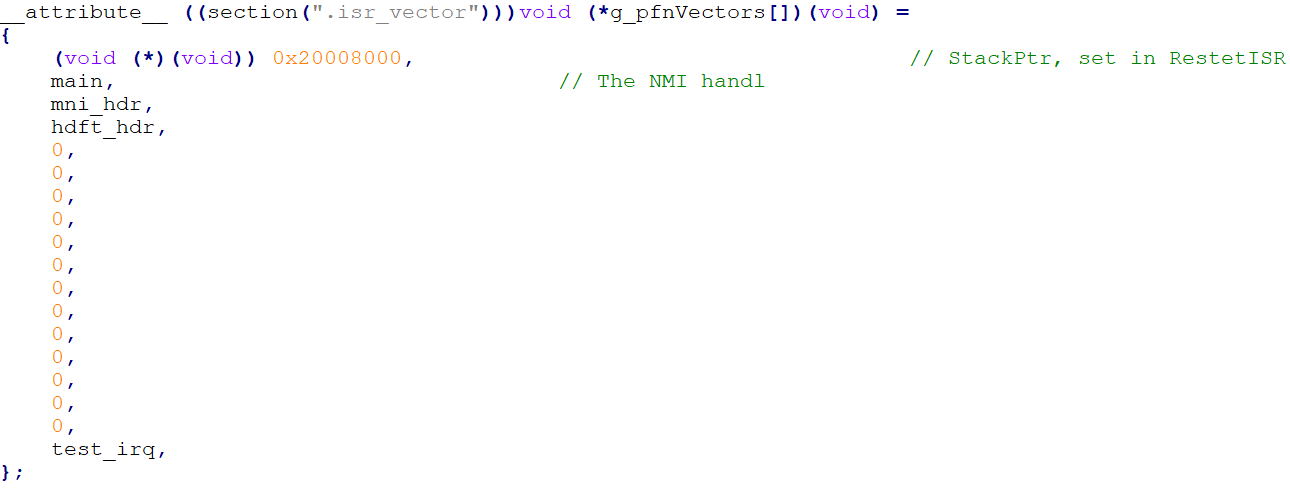 __attribute__ ((section(".isr_vector")))void (*g_pfnVectors[])(void) =
{
    (void (*)(void)) 0x20008000,                                        // StackPtr, set in RestetISR
    main,                                      // The NMI handl
    mni_hdr,
    hdft_hdr,
    0,
    0,
    0,
    0,
    0,
    0,
    0,
    0,
    0,
    0,
    0,
    0,
    0,
    test_irq,
};